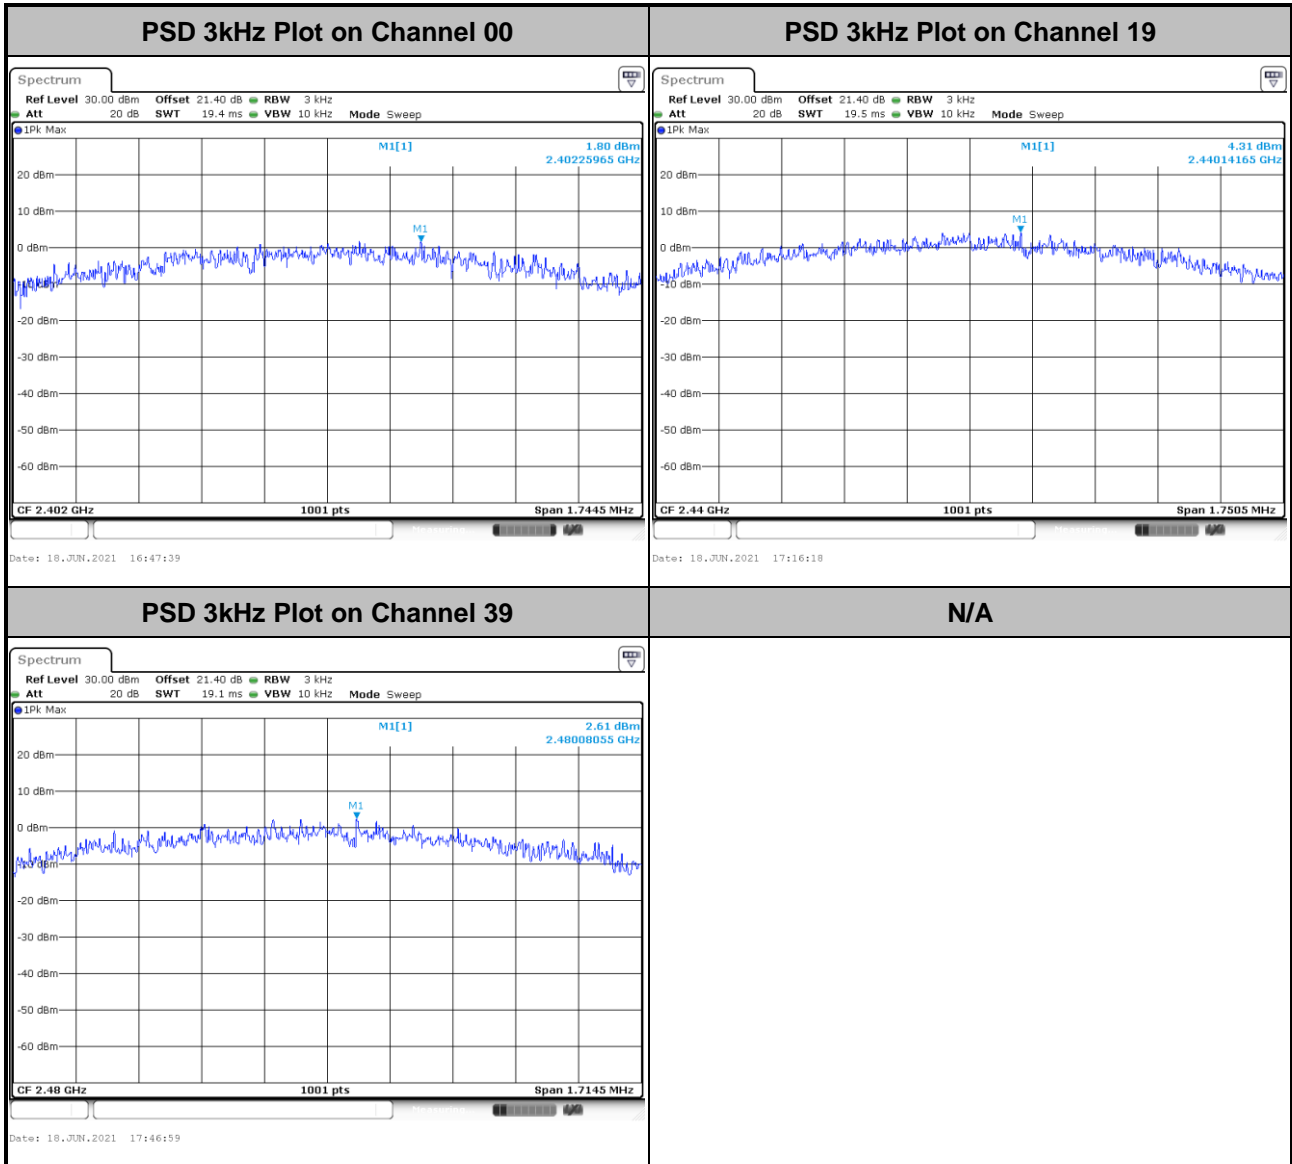 PSD 3kHz Plot on Channel 00
PSD 3kHz Plot on Channel 19
Spectrum
Ref Level 30.00 dBm Offset 21.40 dB RBW 3 kHz
Att 20 dB SWT 19.4 ms VBW 10 kHz Mode Sweep
1Pk Max
M1[1] 1.80 dBm
2.40225965 GHz
20 dBm
10 dBm
M1
0 dBm
-10 dBm
-20 dBm
-30 dBm
-40 dBm
-50 dBm
-60 dBm
CF 2.402 GHz 1001 pts Span 1.7445 MHz
Measuring
Date: 18.JUN.2021 16:47:39
Spectrum
Ref Level 30.00 dBm Offset 21.40 dB RBW 3 kHz
Att 20 dB SWT 19.5 ms VBW 10 kHz Mode Sweep
1Pk Max
M1[1] 4.31 dBm
2.44014165 GHz
20 dBm
10 dBm
M1
0 dBm
-10 dBm
-20 dBm
-30 dBm
-40 dBm
-50 dBm
-60 dBm
CF 2.44 GHz 1001 pts Span 1.7505 MHz
Measuring
Date: 18.JUN.2021 17:16:18
PSD 3kHz Plot on Channel 39
N/A
Spectrum
Ref Level 30.00 dBm Offset 21.40 dB RBW 3 kHz
Att 20 dB SWT 19.1 ms VBW 10 kHz Mode Sweep
1Pk Max
M1[1] 2.61 dBm
2.48008055 GHz
20 dBm
10 dBm
M1
0 dBm
-10 dBm
-20 dBm
-30 dBm
-40 dBm
-50 dBm
-60 dBm
CF 2.48 GHz 1001 pts Span 1.7145 MHz
Measuring
Date: 18.JUN.2021 17:46:59